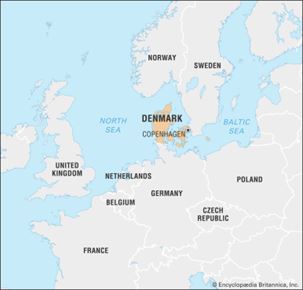 NORWAY
SWEDEN
DENMARK
NORTH
SEA
COPENHAGEN
BALTIC
SEA
UNITED
KINGDOM
NETHERLANDS
POLAND
GERMANY
BELGIUM
CZECH
REPUBLIC
FRANCE
© Encyclopædia Britannica, Inc.